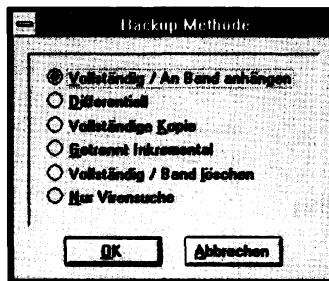 Backup Methode
Vollständig / An Band anhängen
Differentiell
Vollständige Kopie
Getrennt Inkremental
Vollständig / Band löschen
Nur Virensuche
OK
Abbrechen